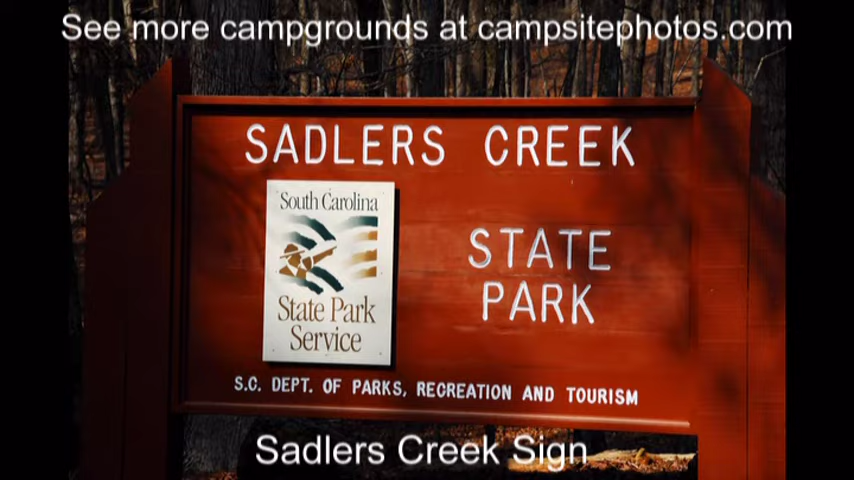 See more campgrounds at campsitephotos.com
SADLERS CREEK
South Carolina
State Park
Service
STATE
PARK
S.C. DEPT. OF PARKS, RECREATION AND TOURISM
Sadlers Creek Sign